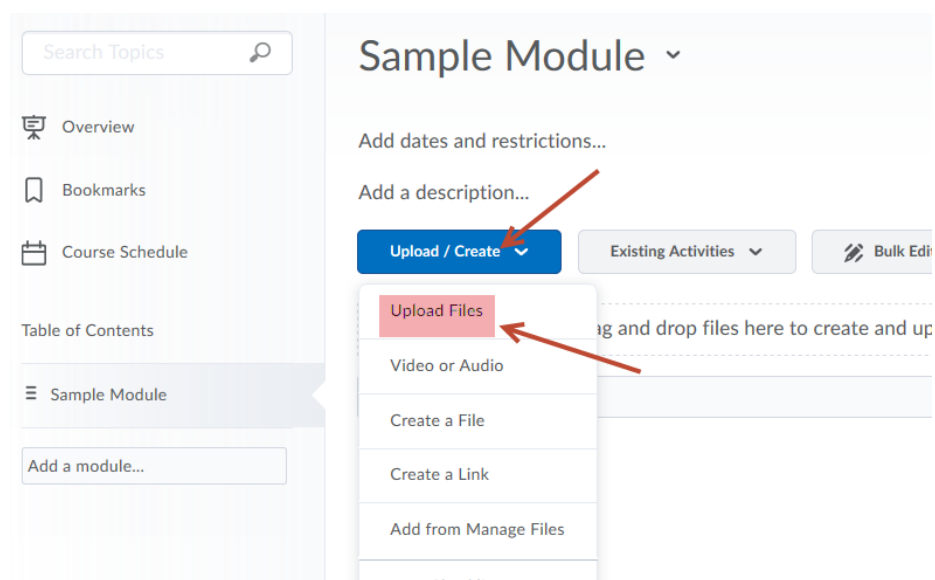 Search Topics
Overview
Bookmarks
Course Schedule
Table of Contents
Sample Module
Add a module...
Sample Module
Add dates and restrictions...
Add a description...
Upload / Create
Existing Activities
Bulk Edi
Upload Files
Video or Audio
Create a File
Create a Link
Add from Manage Files
ag and drop files here to create and up